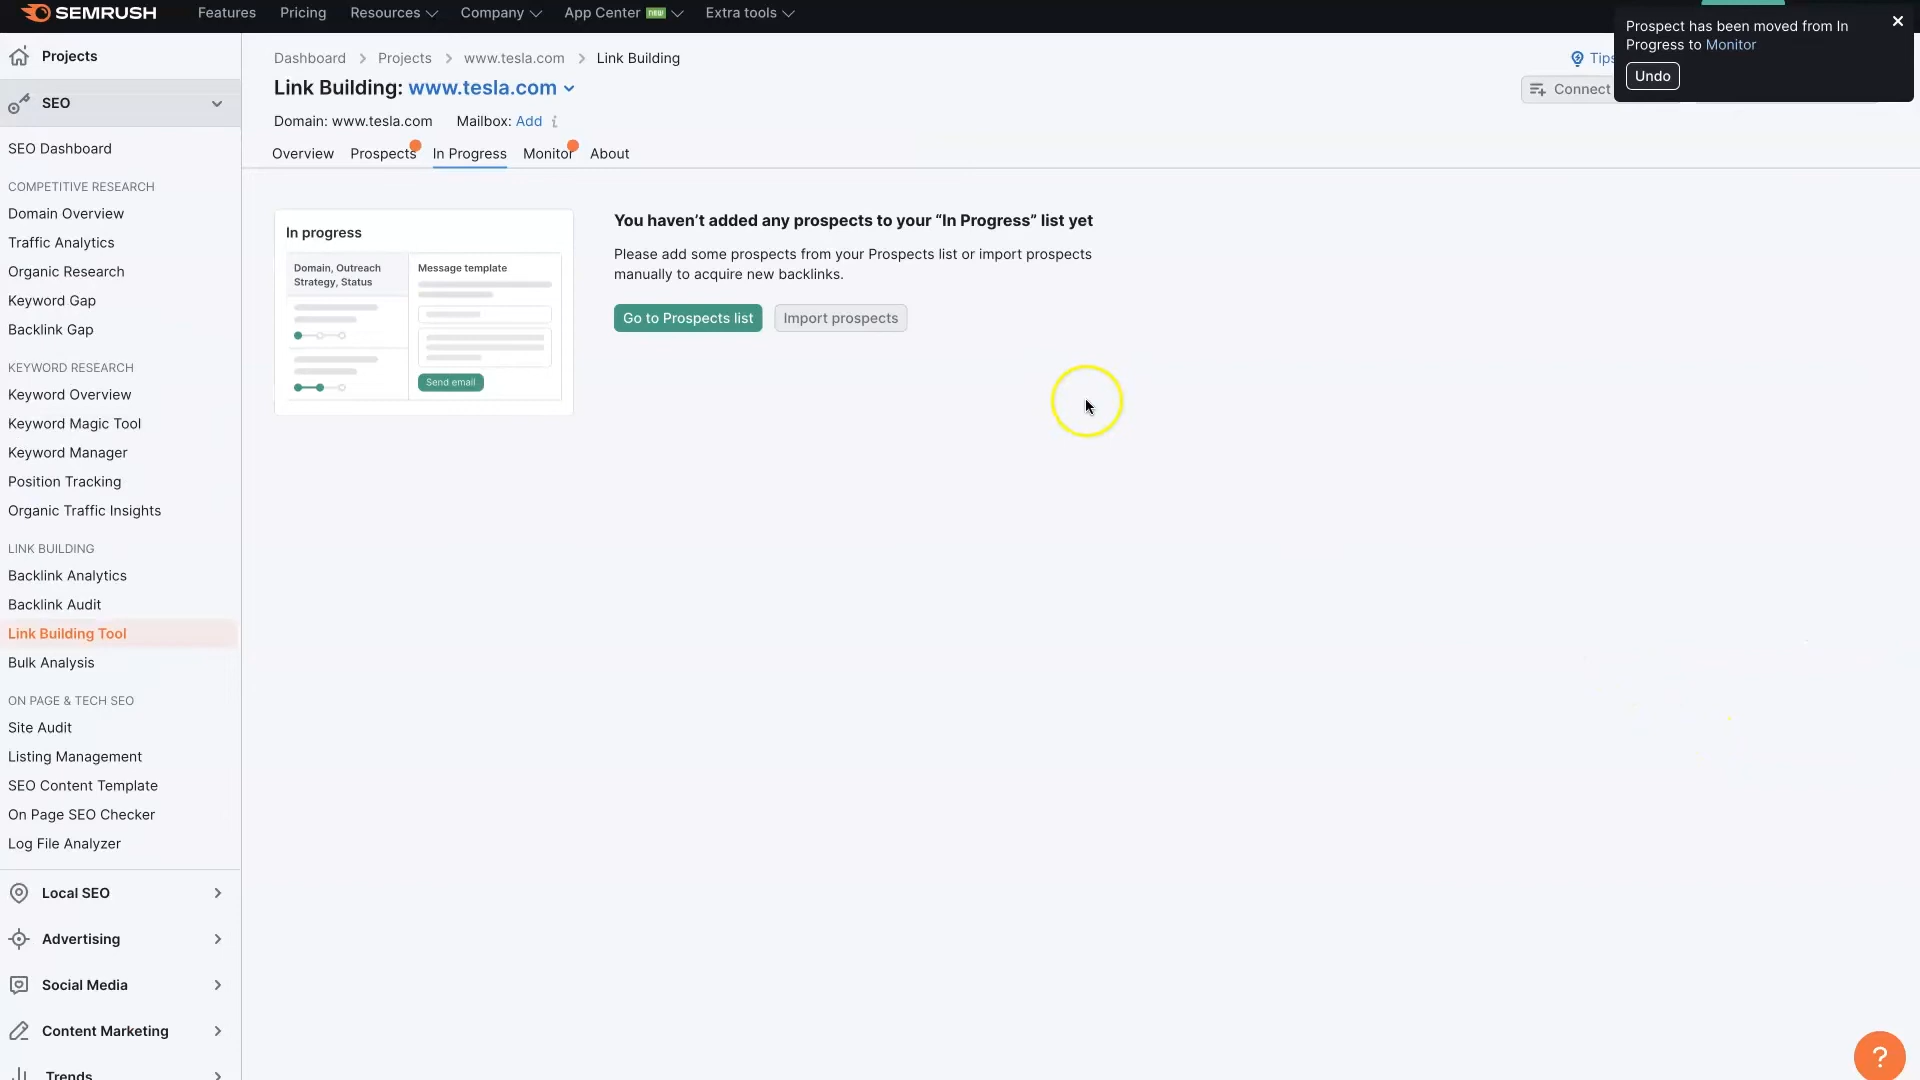 SEMRUSH Features Pricing Resources Company App Center new Extra tools
Prospect has been moved from In
Progress to Monitor
Undo
Projects
SEO
SEO Dashboard
COMPETITIVE RESEARCH
Domain Overview
Traffic Analytics
Organic Research
Keyword Gap
Backlink Gap
KEYWORD RESEARCH
Keyword Overview
Keyword Magic Tool
Keyword Manager
Position Tracking
Organic Traffic Insights
LINK BUILDING
Backlink Analytics
Backlink Audit
Link Building Tool
Bulk Analysis
ON PAGE & TECH SEO
Site Audit
Listing Management
SEO Content Template
On Page SEO Checker
Log File Analyzer
Local SEO
Advertising
Social Media
Content Marketing
Trends
Dashboard > Projects > www.tesla.com > Link Building
Tips
Link Building: www.tesla.com
Connect
Domain: www.tesla.com Mailbox: Add i
Overview Prospects In Progress Monitor About
In progress
Domain, Outreach
Strategy, Status
Message template
Send email
You haven’t added any prospects to your “In Progress” list yet
Please add some prospects from your Prospects list or import prospects
manually to acquire new backlinks.
Go to Prospects list Import prospects
?